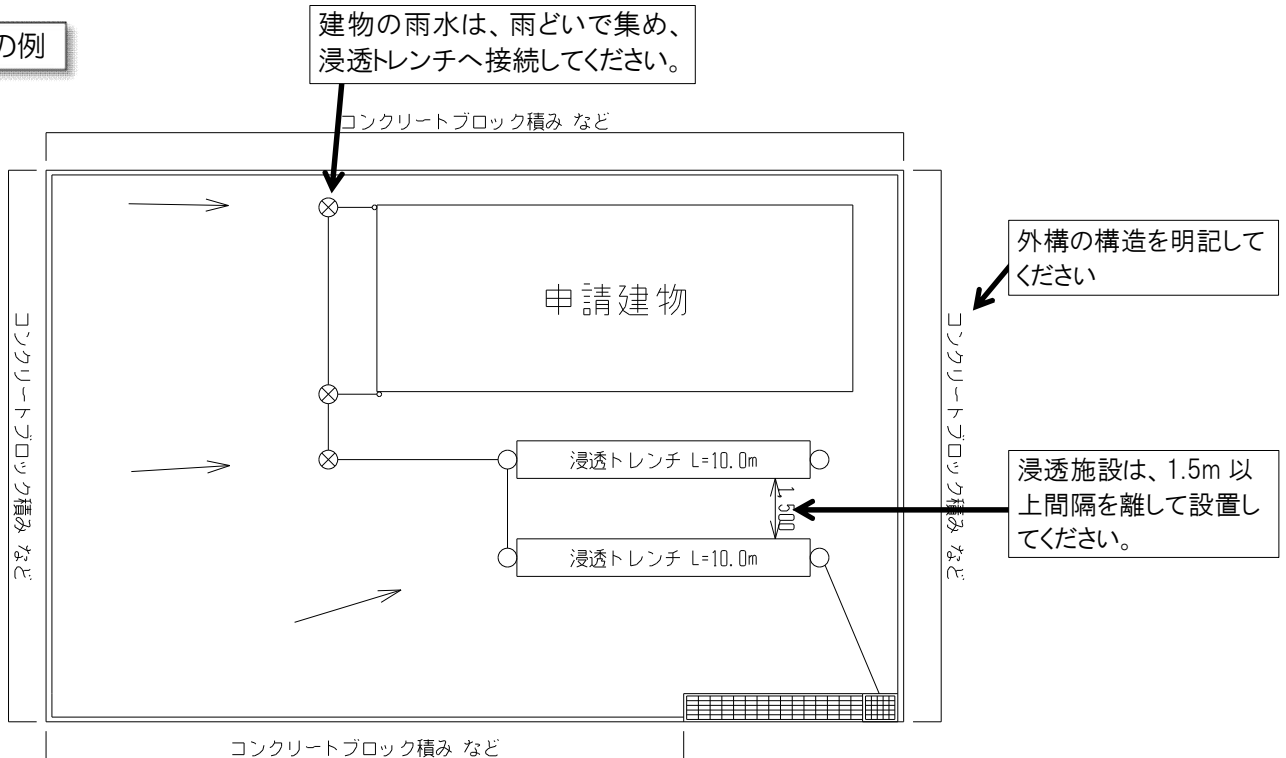 の例
建物の雨水は、雨どいで集め、
浸透トレンチへ接続してください。
コンクリートブロック積み など
コンクリートブロック積み など
申請建物
外構の構造を明記して
ください
コンクリートブロック積み など
浸透トレンチ L=10.0m
1,500
浸透施設は、1.5m 以
上間隔を離して設置し
てください。
浸透トレンチ L=10.0m
コンクリートブロック積み など